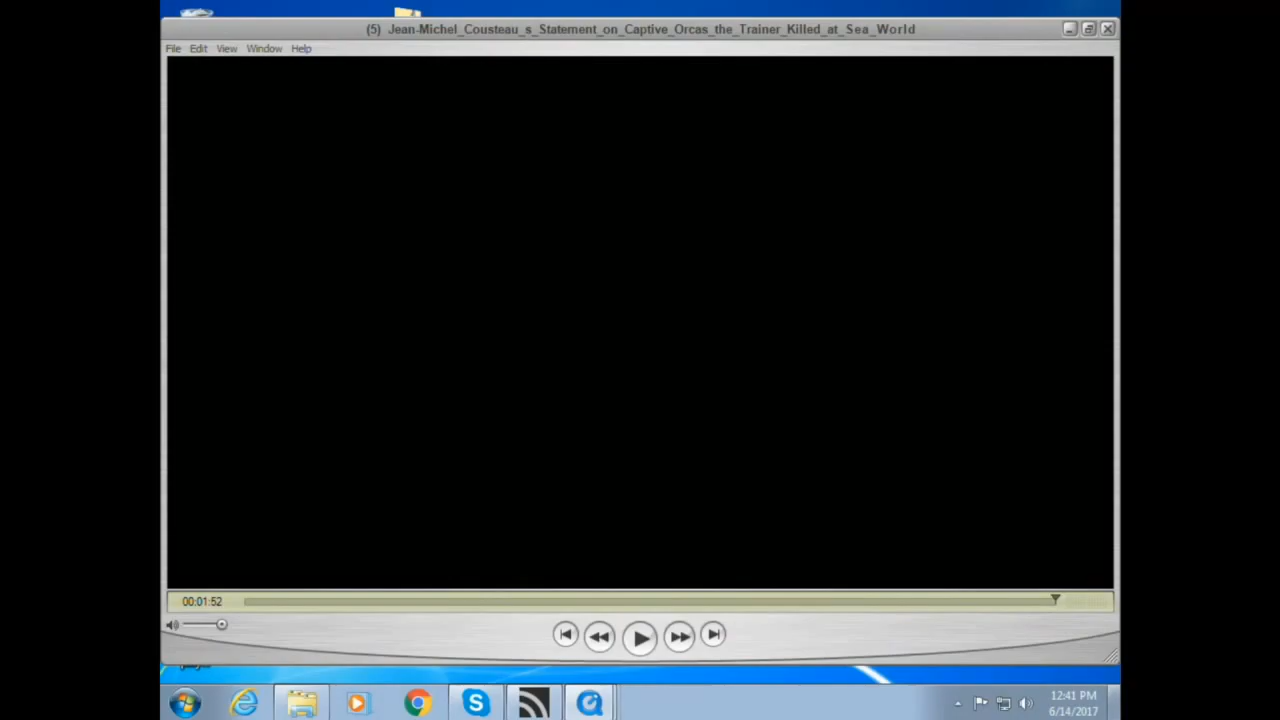 (5) Jean-Michel_Cousteau_s_Statement_on_Captive_Orcas_the_Trainer_Killed_at_Sea_World
File Edit View Window Help
00:01:52
12:41 PM
6/14/2017